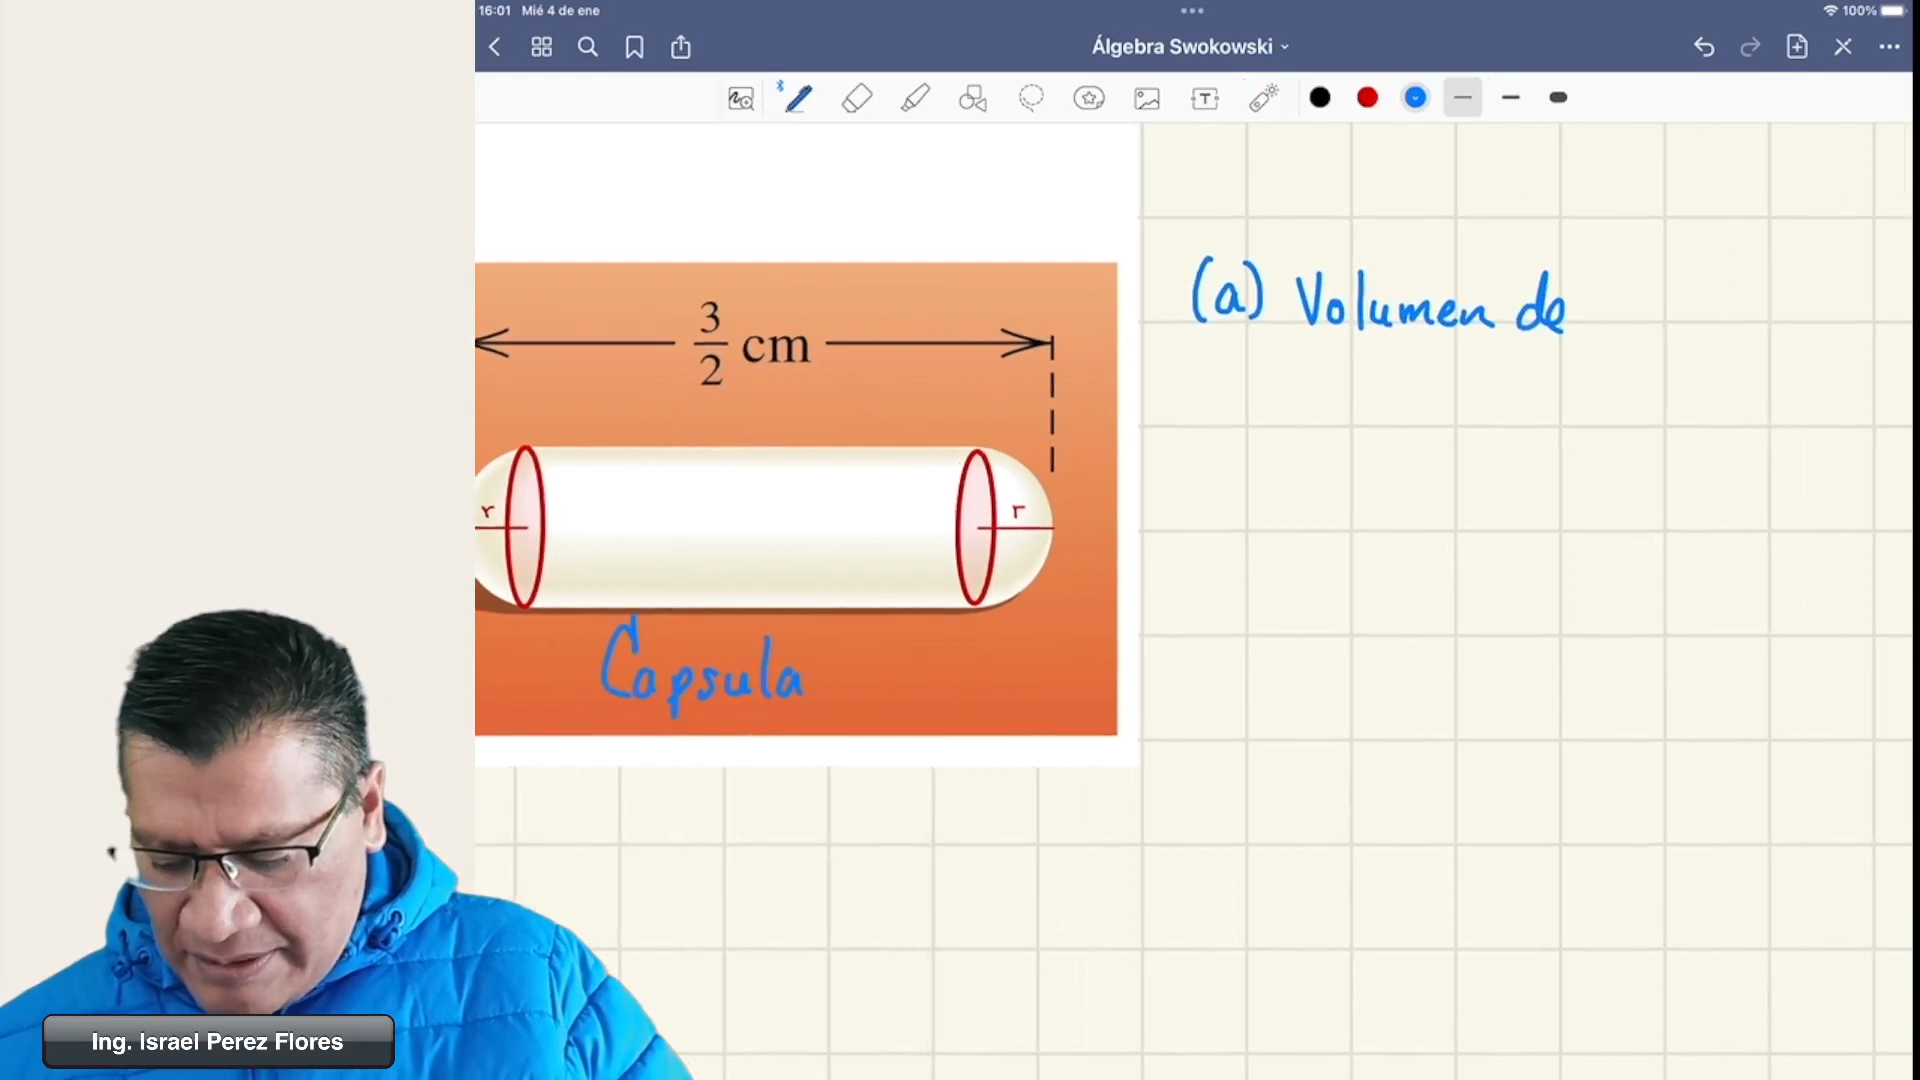 16:01 Mié 4 de ene
100%
Álgebra Swokowski
T
(a) Volumen de
3
2
cm
r
r
Capsula
Ing. Israel Perez Flores